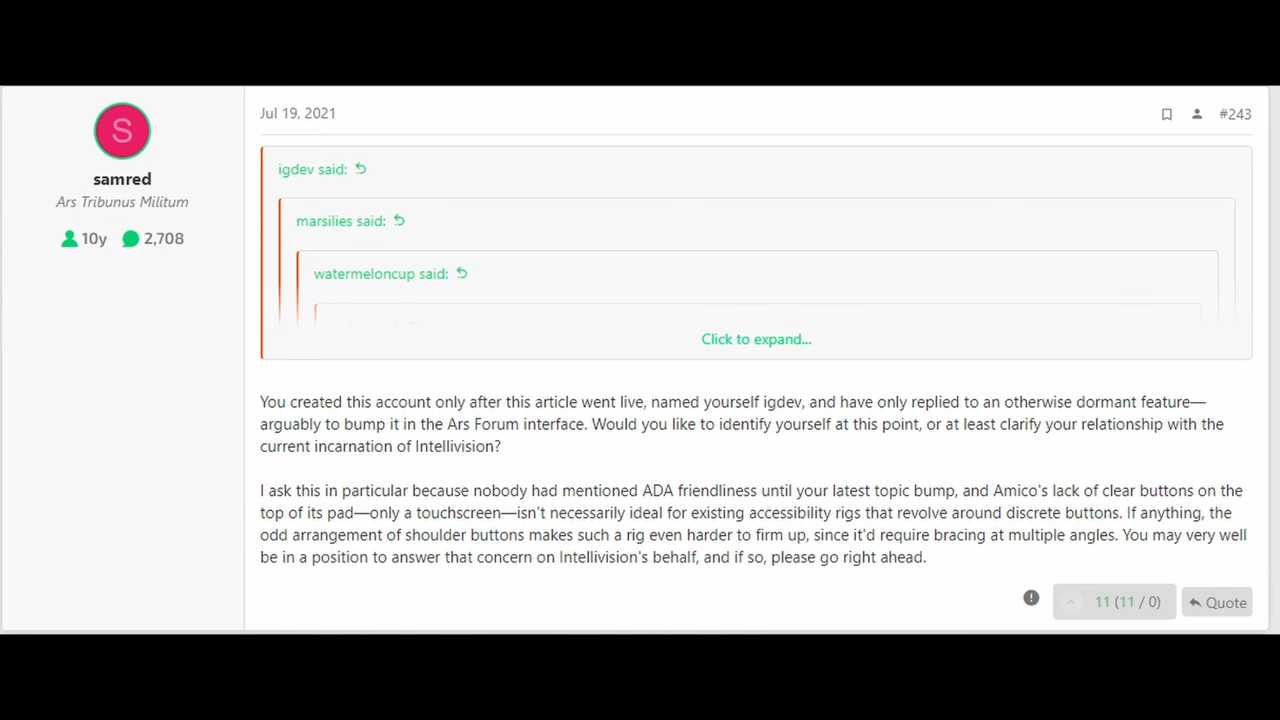 S
samred
Ars Tribunus Militum
10y 2,708
Jul 19, 2021
#243
igdev said:
marsilies said:
watermeloncup said:
Click to expand...
You created this account only after this article went live, named yourself igdev, and have only replied to an otherwise dormant feature—
arguably to bump it in the Ars Forum interface. Would you like to identify yourself at this point, or at least clarify your relationship with the
current incarnation of Intellivision?
I ask this in particular because nobody had mentioned ADA friendliness until your latest topic bump, and Amico's lack of clear buttons on the
top of its pad—only a touchscreen—isn't necessarily ideal for existing accessibility rigs that revolve around discrete buttons. If anything, the
odd arrangement of shoulder buttons makes such a rig even harder to firm up, since it'd require bracing at multiple angles. You may very well
be in a position to answer that concern on Intellivision's behalf, and if so, please go right ahead.
11 (11 / 0)
Quote